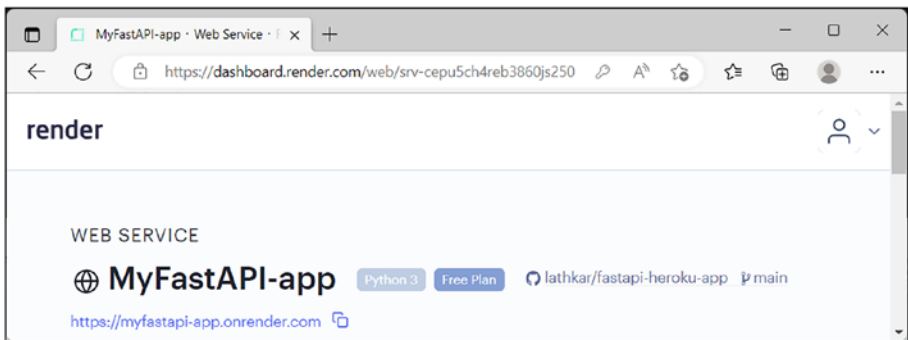 MyFastAPI-app · Web Service ·
https://dashboard.render.com/web/srv-cepu5ch4reb3860js250
render
WEB SERVICE
MyFastAPI-app Python 3 Free Plan lathkar/fastapi-heroku-app main
https://myfastapi-app.onrender.com